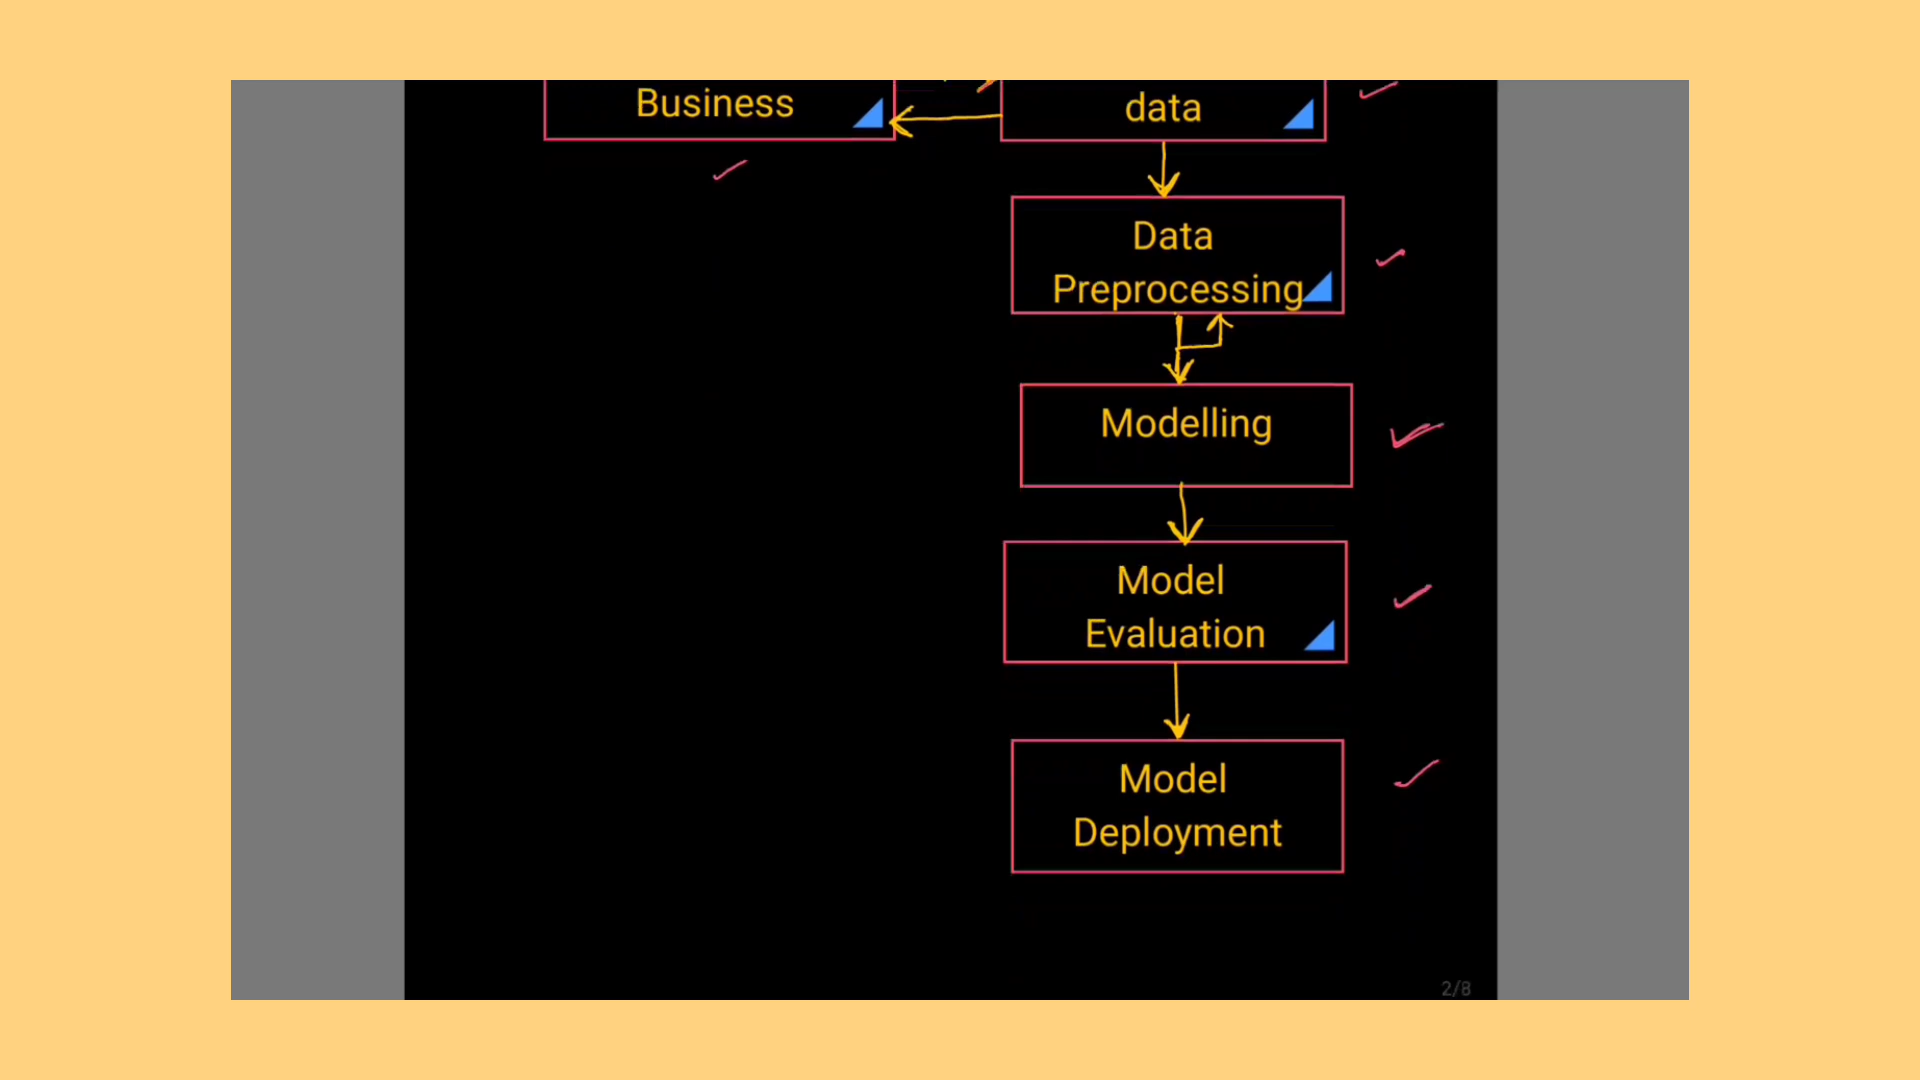 Business
data
Data
Preprocessing
Modelling
Model
Evaluation
Model
Deployment
2/8